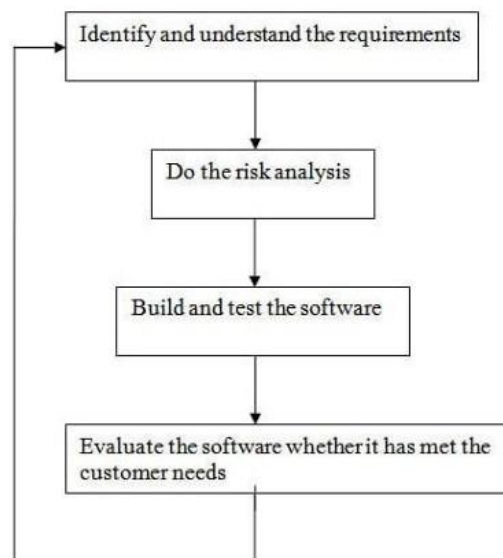 Identify and understand the requirements
Do the risk analysis
Build and test the software
Evaluate the software whether it has met the
customer needs